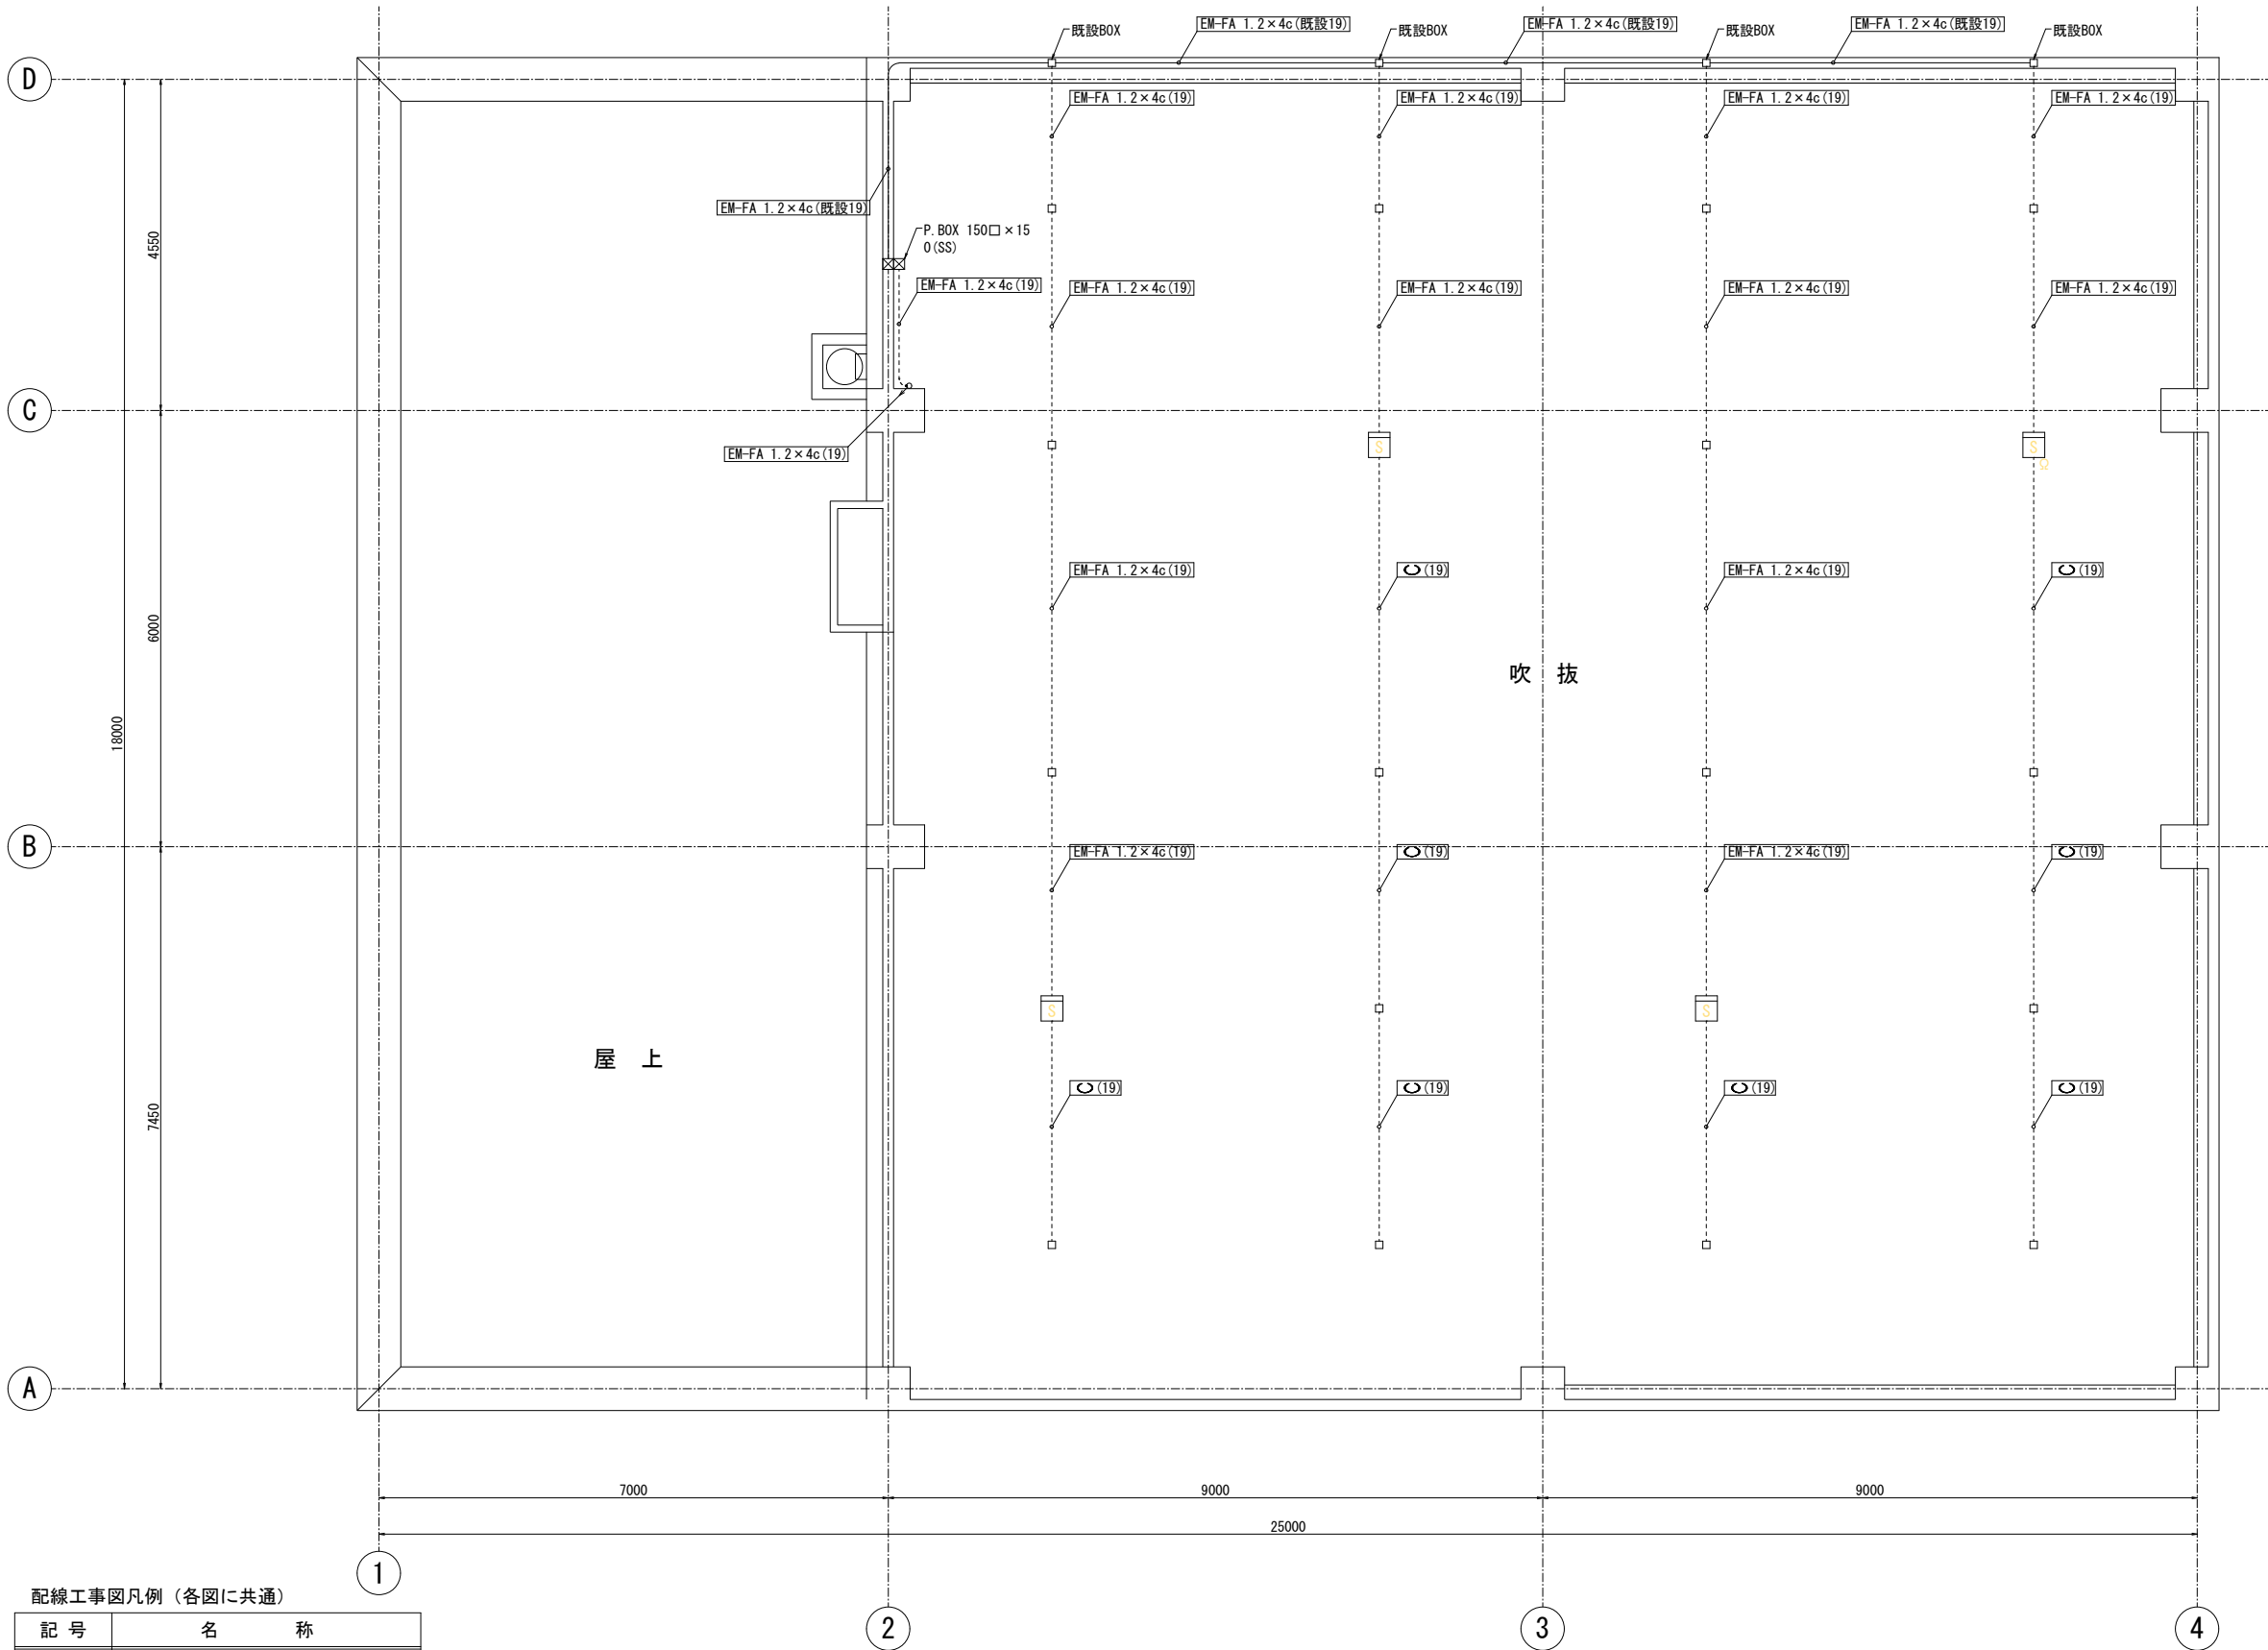 既設BOX
EM-FA 1.2×4c(既設19)
既設BOX
EM-FA 1.2×4c(既設19)
既設BOX
EM-FA 1.2×4c(既設19)
既設BOX
D
EM-FA 1.2×4c(19)
EM-FA 1.2×4c(19)
EM-FA 1.2×4c(19)
EM-FA 1.2×4c(19)
EM-FA 1.2×4c(既設19)
P.BOX 150□×15
0(SS)
4550
EM-FA 1.2×4c(19)
EM-FA 1.2×4c(19)
EM-FA 1.2×4c(19)
EM-FA 1.2×4c(19)
EM-FA 1.2×4c(19)
C
EM-FA 1.2×4c(19)
S
S
Ω
EM-FA 1.2×4c(19)
(19)
EM-FA 1.2×4c(19)
(19)
6000
吹 抜
18000
B
EM-FA 1.2×4c(19)
(19)
EM-FA 1.2×4c(19)
(19)
S
S
屋 上
7450
(19)
(19)
(19)
(19)
A
7000
9000
9000
25000
1
2
3
4
配線工事図凡例（各図に共通）
記 号
名 称